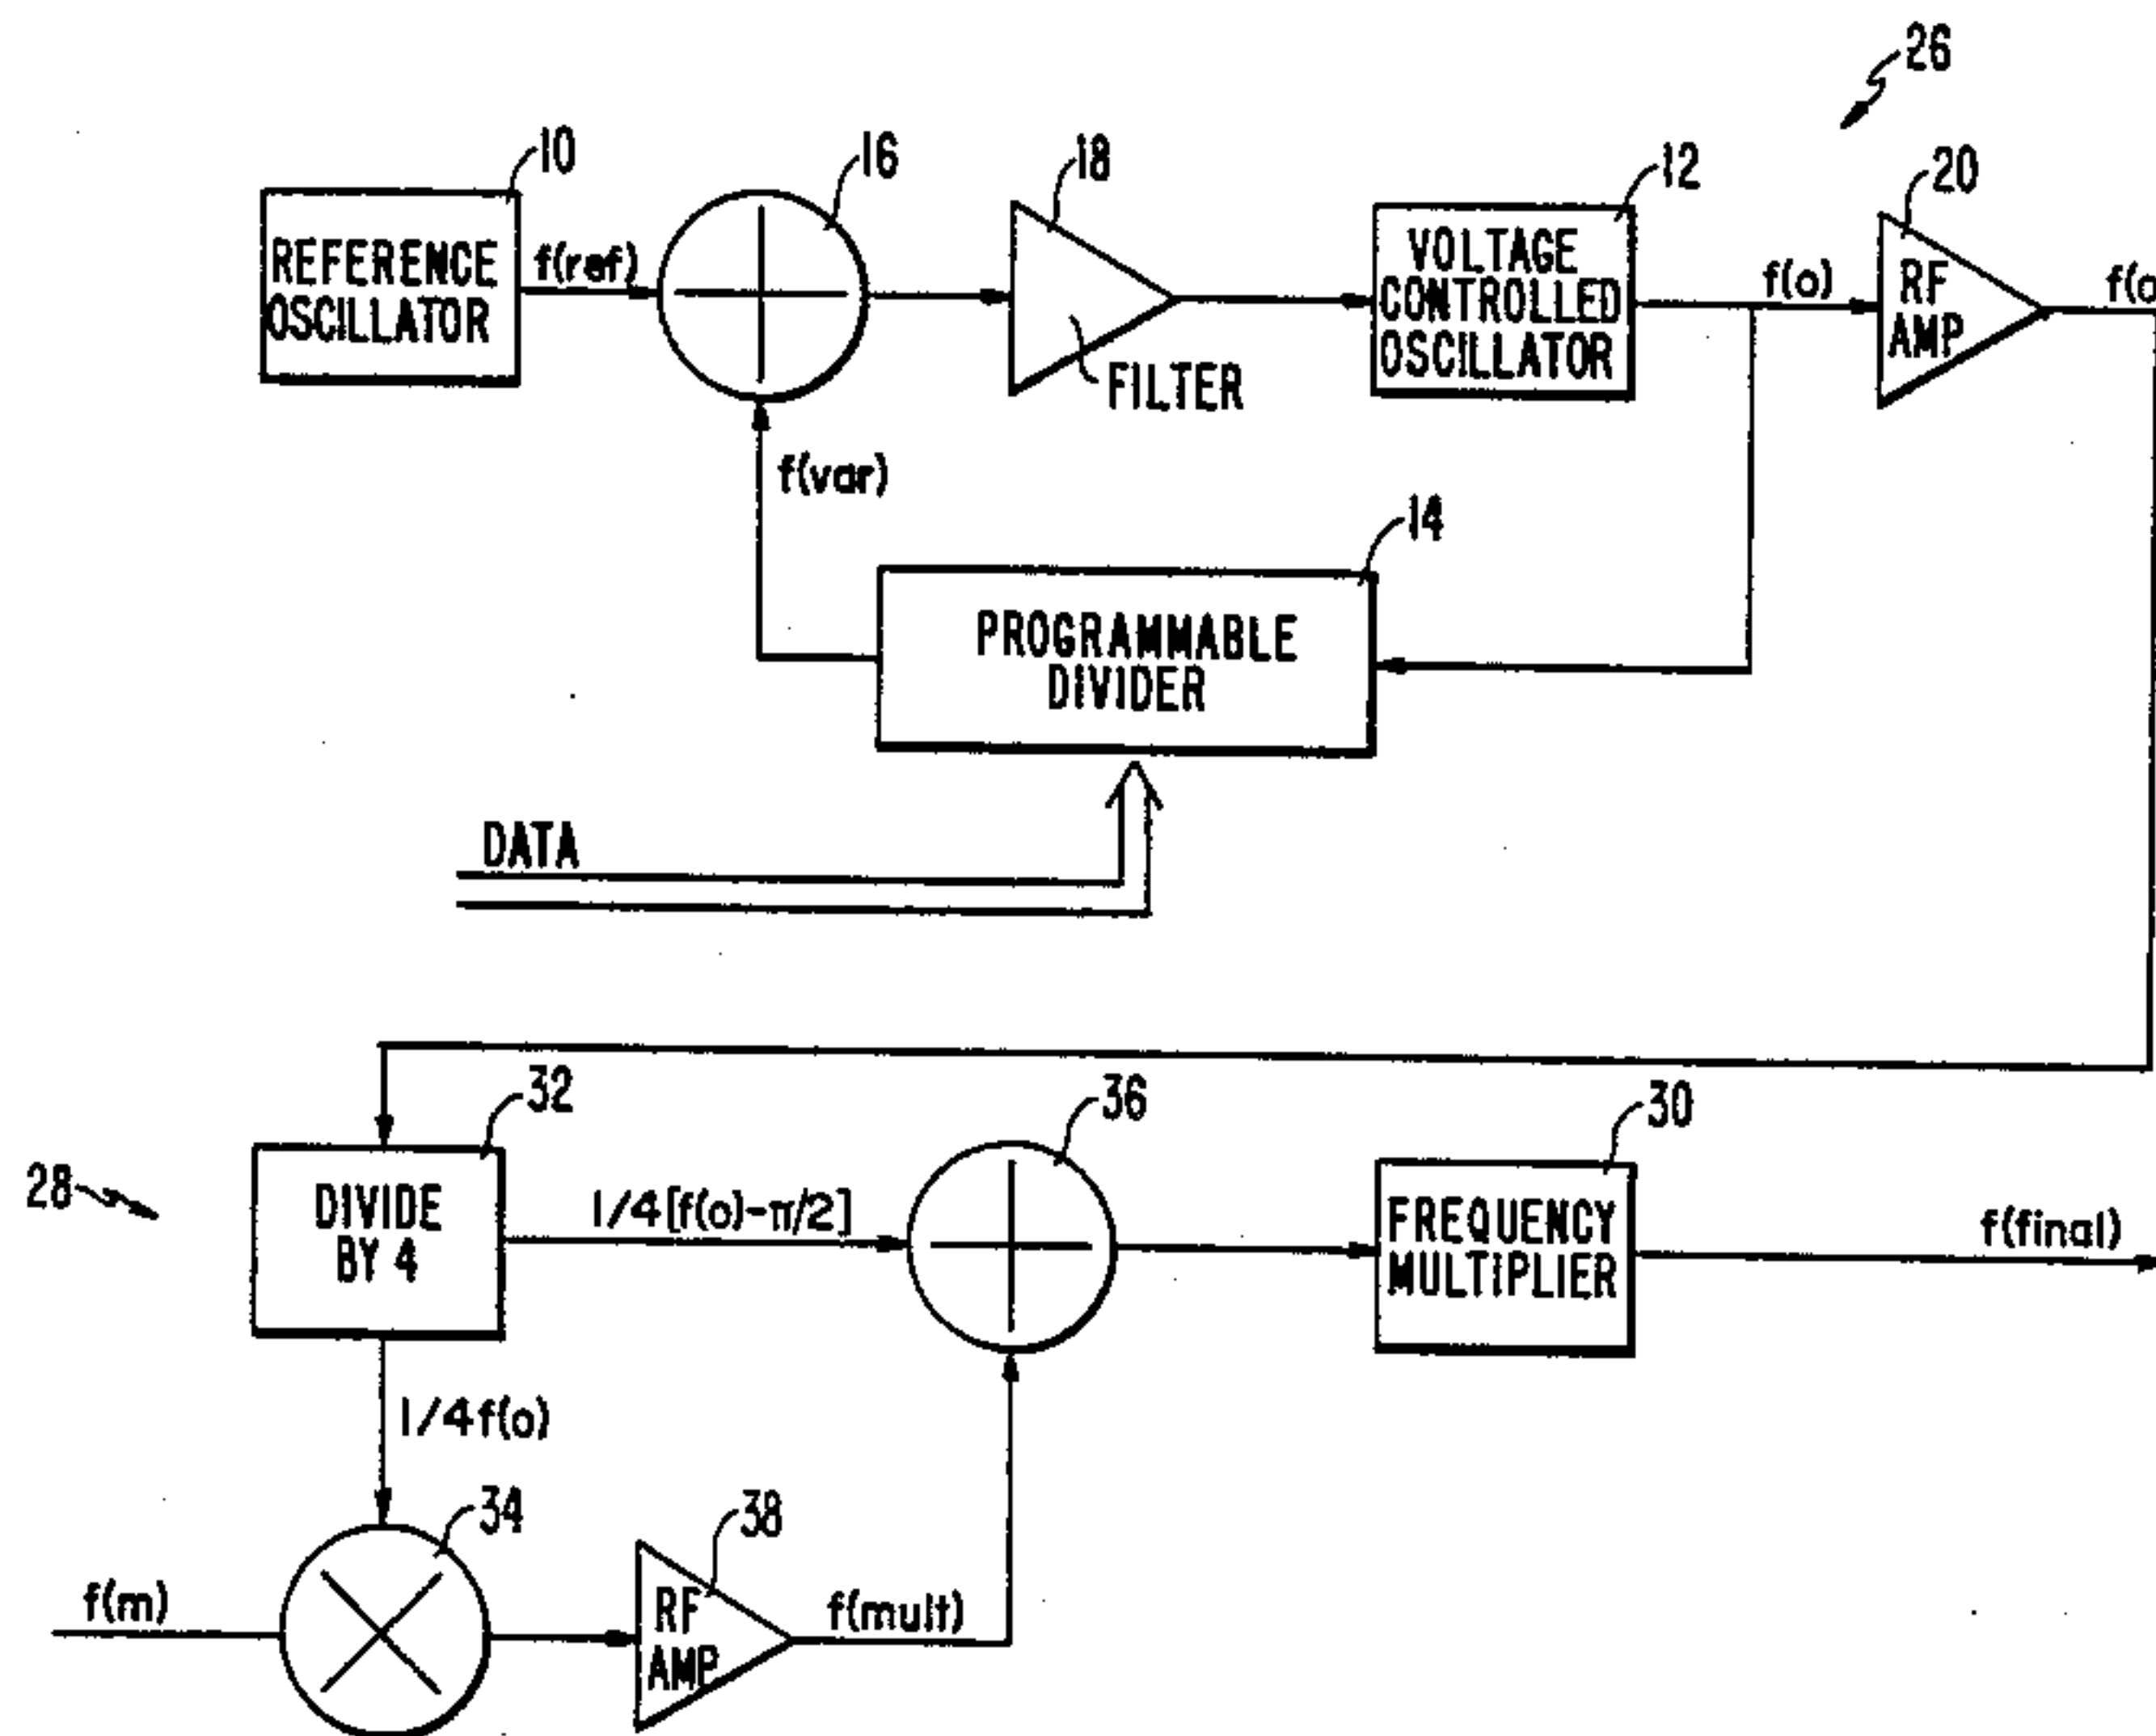 26
10
16
18
12
20
REFERENCE
OSCILLATOR
f(ref)
FILTER
VOLTAGE
CONTROLLED
OSCILLATOR
f(o)
RF
AMP
f(o
f(var)
14
PROGRAMMABLE
DIVIDER
DATA
32
36
30
28
DIVIDE
BY 4
1/4[f(o)-π/2]
FREQUENCY
MULTIPLIER
f(final)
1/4f(o)
34
38
f(m)
RF
AMP
f(mult)